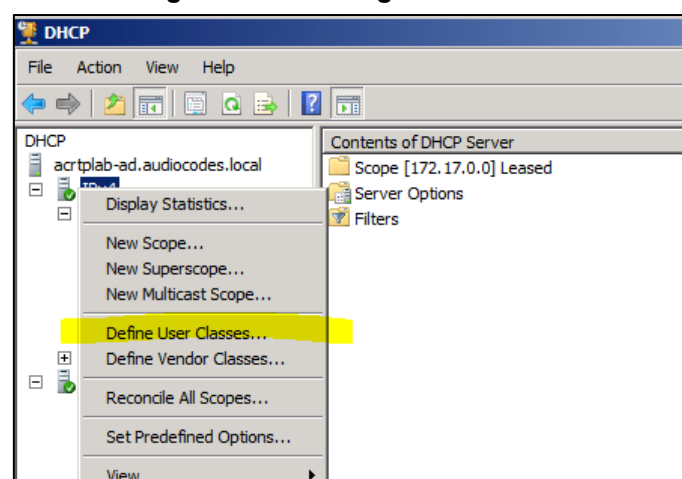 DHCP
File Action View Help
DHCP
acrtplab-ad.audiocodes.local
IPv4
Contents of DHCP Server
Scope [172.17.0.0] Leased
Server Options
Filters
Display Statistics...
New Scope...
New Superscope...
New Multicast Scope...
Define User Classes...
Define Vendor Classes...
Reconcile All Scopes...
Set Predefined Options...
View